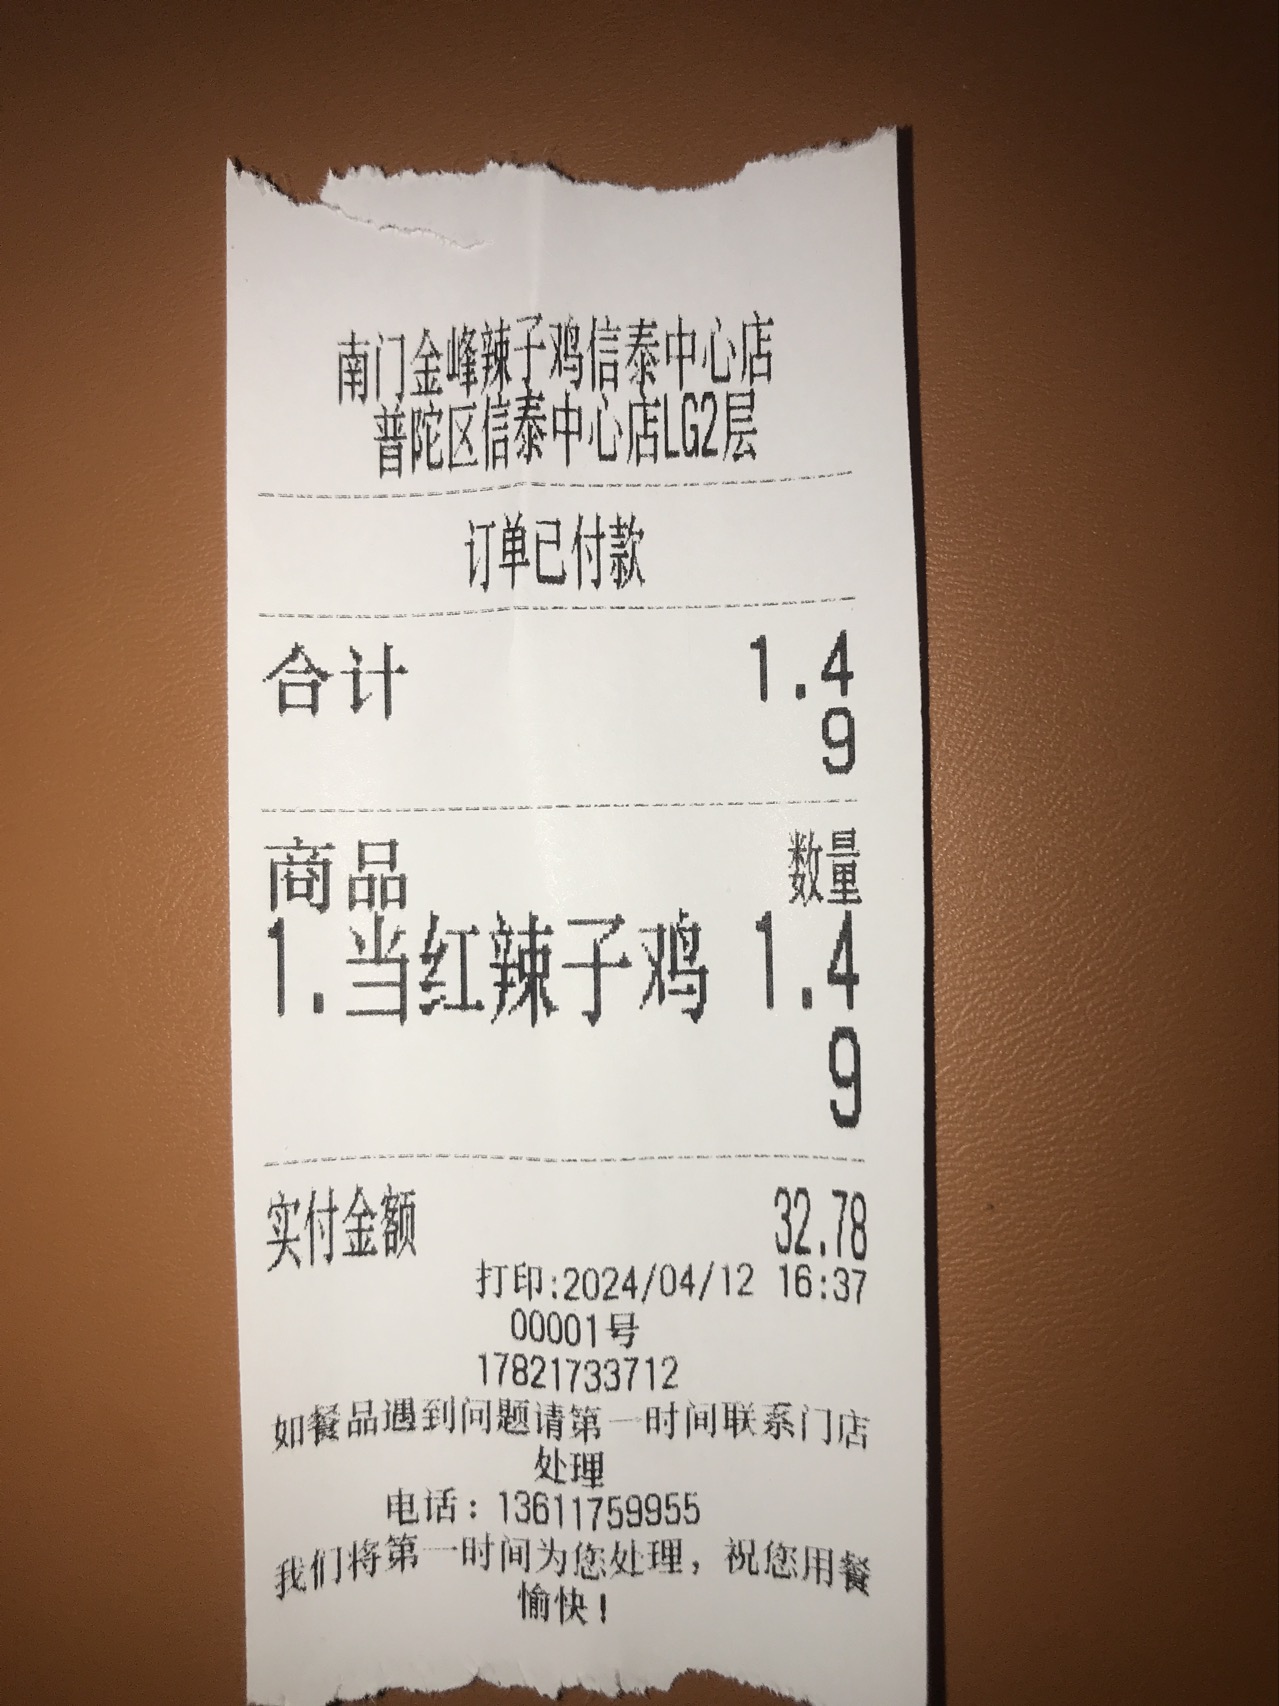 南门金峰辣子鸡信泰中心店
普陀区信泰中心店LG2层
订单已付款
合计 1.4
9
商品 数量
1.当红辣子鸡 1.4
9
实付金额 32.78
打印:2024/04/12 16:37
00001号
17821733712
如餐品遇到问题请第一时间联系门店
处理
电话：13611759955
我们将第一时间为您处理，祝您用餐
愉快！